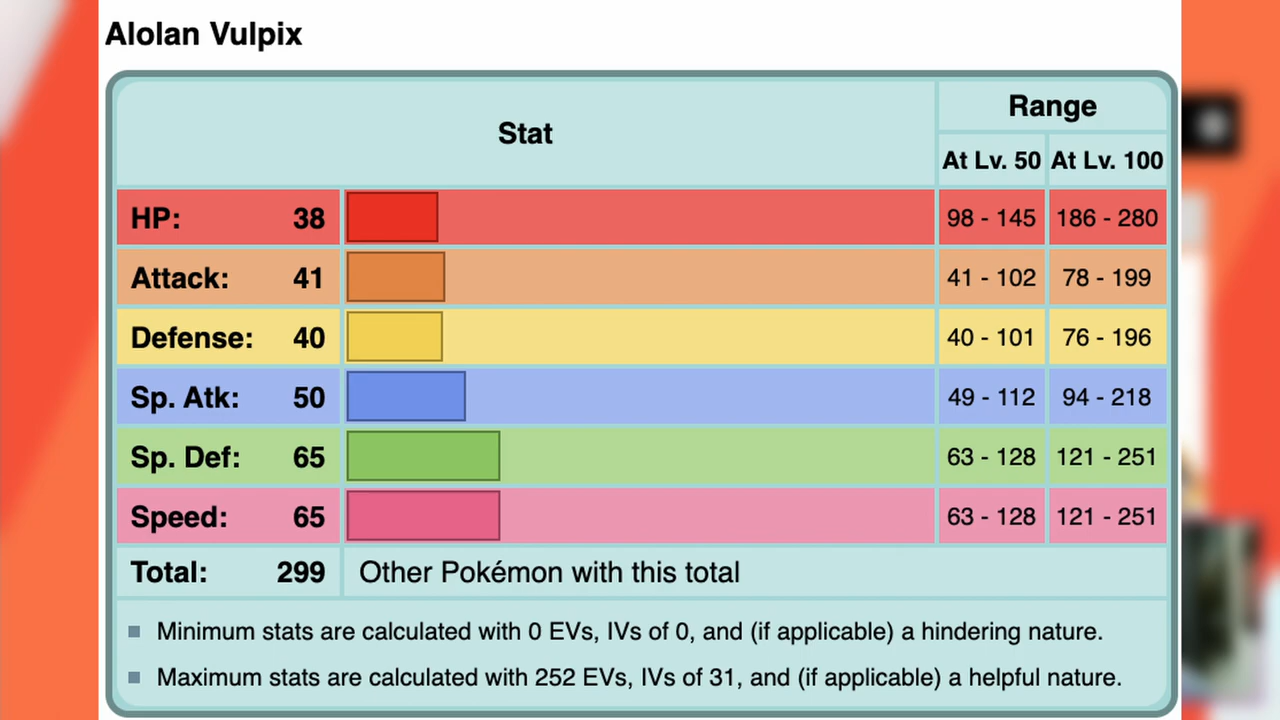 Alolan Vulpix
Stat Range
At Lv. 50 At Lv. 100
HP: 38 98 - 145 186 - 280
Attack: 41 41 - 102 78 - 199
Defense: 40 40 - 101 76 - 196
Sp. Atk: 50 49 - 112 94 - 218
Sp. Def: 65 63 - 128 121 - 251
Speed: 65 63 - 128 121 - 251
Total: 299 Other Pokémon with this total
Minimum stats are calculated with 0 EVs, IVs of 0, and (if applicable) a hindering nature.
Maximum stats are calculated with 252 EVs, IVs of 31, and (if applicable) a helpful nature.